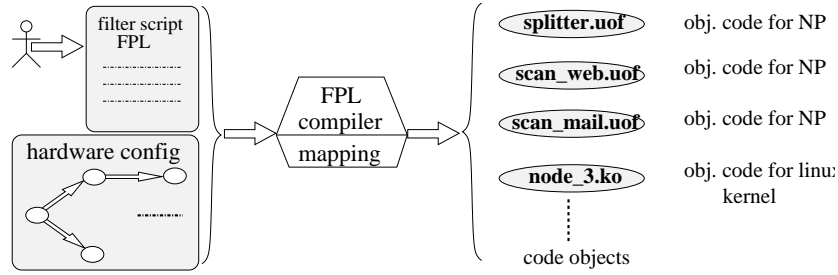 filter script
FPL
hardware config
FPL
compiler
mapping
splitter.uof
obj. code for NP
scan_web.uof
obj. code for NP
scan_mail.uof
obj. code for NP
node_3.ko
obj. code for linux
kernel
code objects